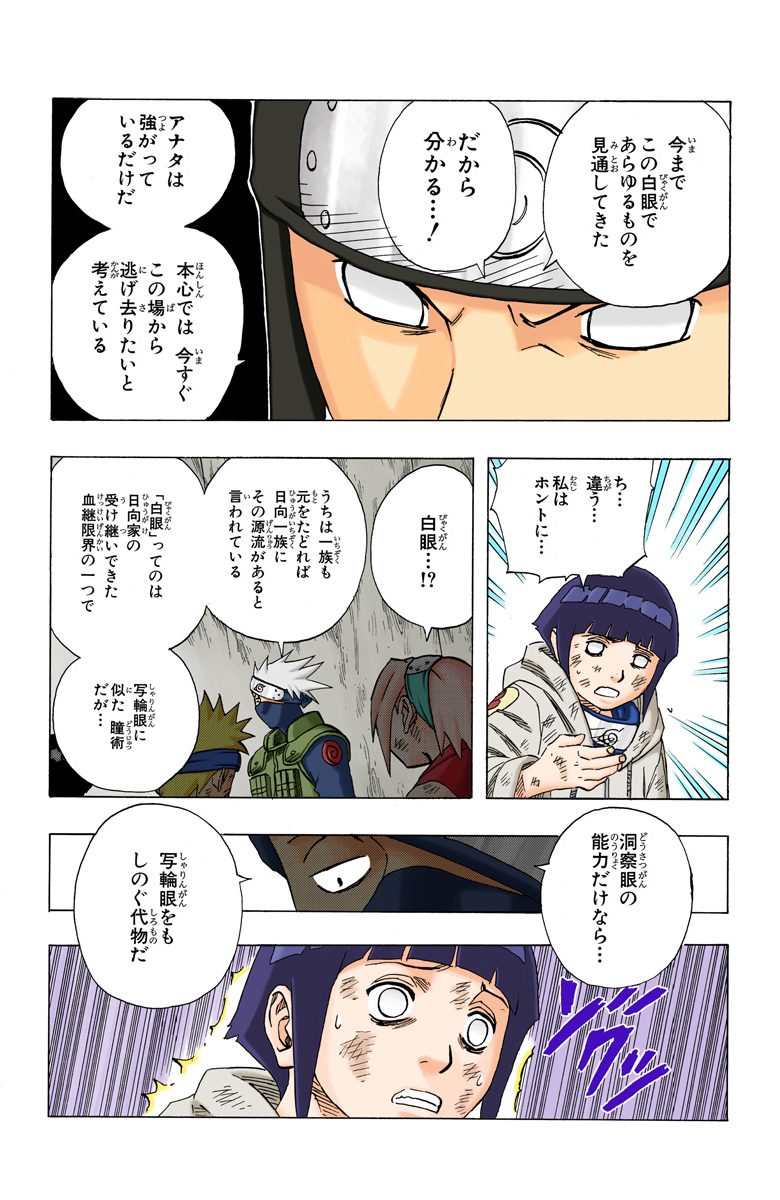 今まで
この白眼で
あらゆるものを
見通してきた
だから
分かる…！
アナタは
強がって
いるだけだ
本心では 今すぐ
この場から
逃げ去りたいと
考えている
ち…
違う…
私は
ホントに…
白眼…!?
うちは一族も
元をたどれば
日向一族に
その源流があると
言われている
「白眼」ってのは
日向家の
受け継いできた
血継限界の一つで
写輪眼に
似た 瞳術
だが…
洞察眼の
能力だけなら…
写輪眼をも
しのぐ代物だ
ゾクッ